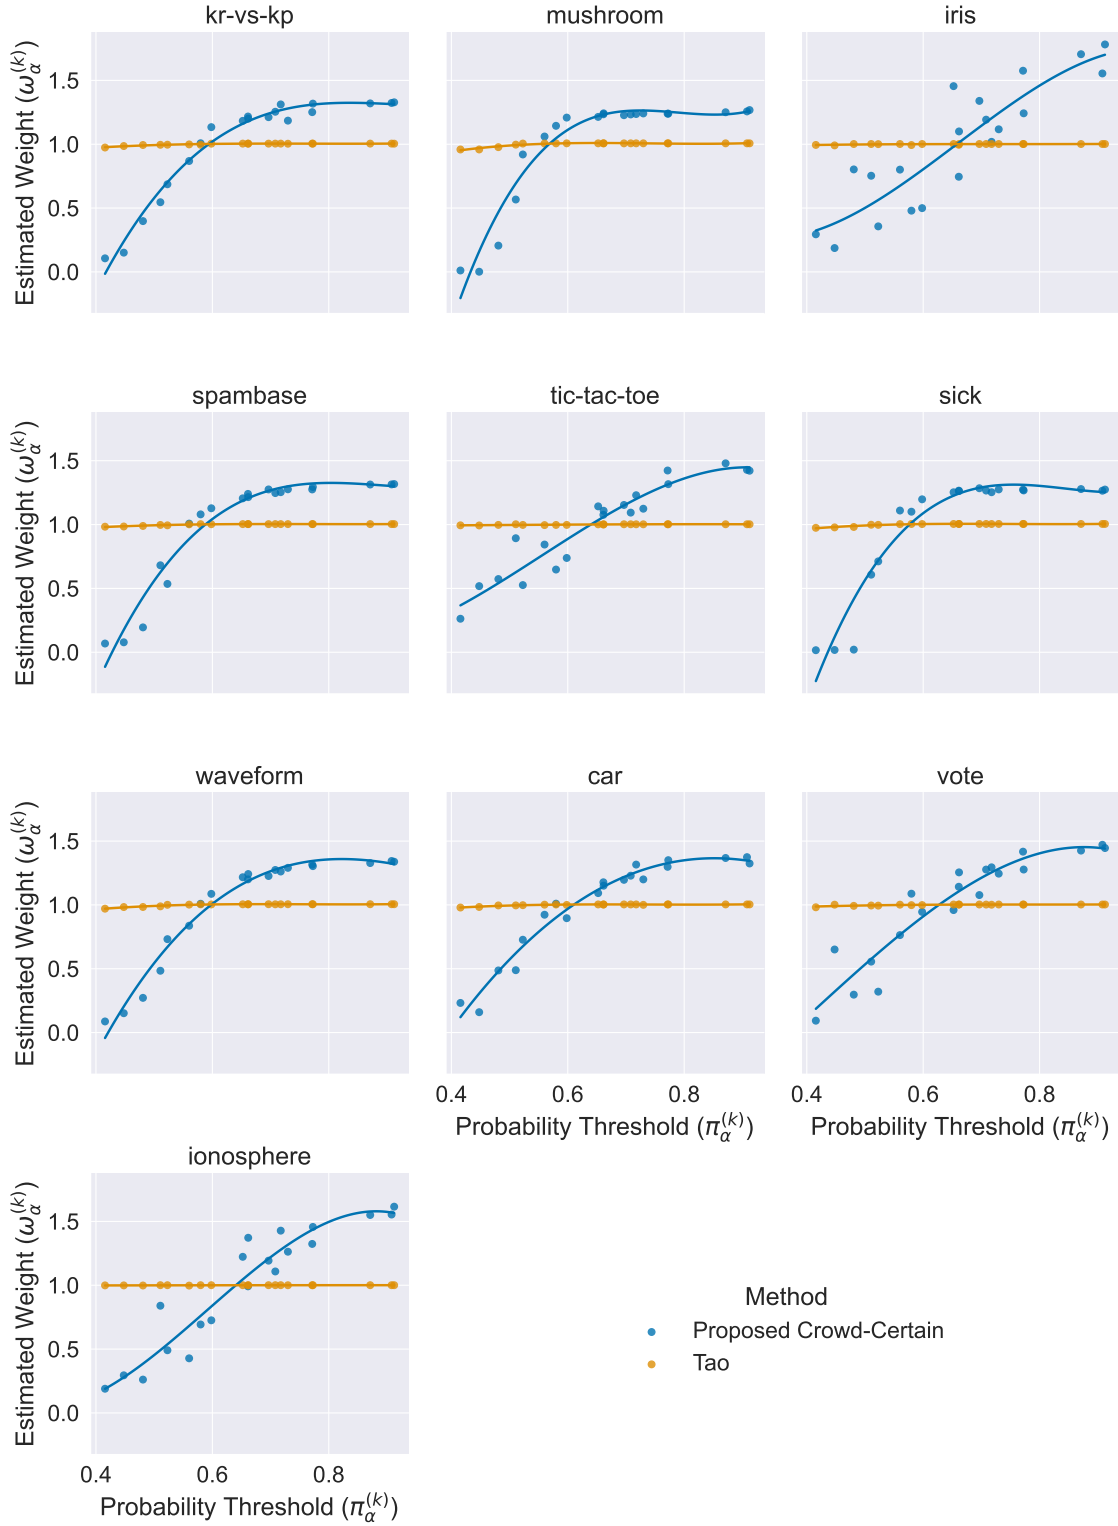 kr-vs-kp mushroom iris
Estimated Weight (ω_α^(k))
1.5
1.0
0.5
0.0
spambase tic-tac-toe sick
Estimated Weight (ω_α^(k))
1.5
1.0
0.5
0.0
waveform car vote
Estimated Weight (ω_α^(k))
1.5
1.0
0.5
0.0
0.4 0.6 0.8 0.4 0.6 0.8
Probability Threshold (π_α^(k)) Probability Threshold (π_α^(k))
ionosphere
Estimated Weight (ω_α^(k))
1.5
1.0
0.5
0.0
0.4 0.6 0.8
Probability Threshold (π_α^(k))
Method
Proposed Crowd-Certain
Tao